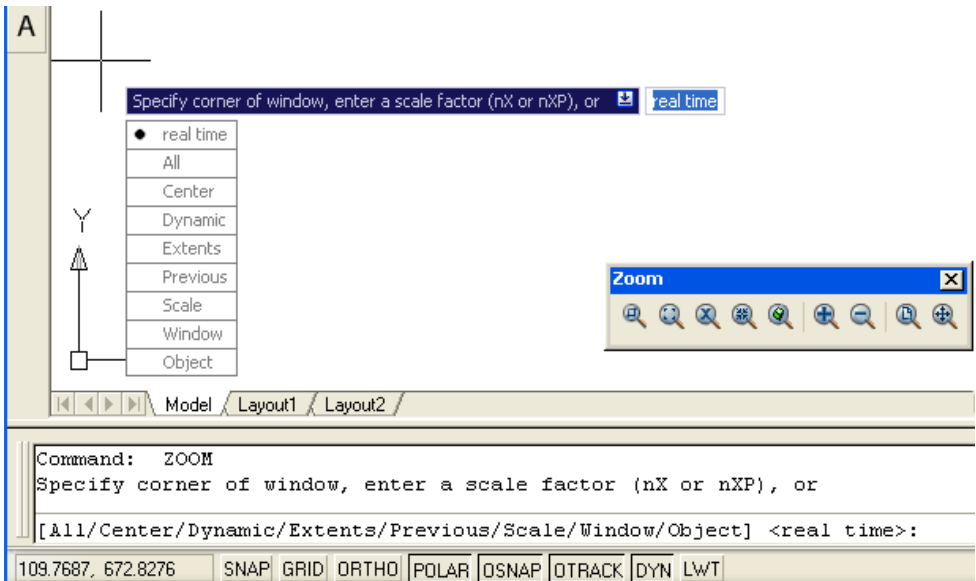 A
Specify corner of window, enter a scale factor (nX or nXP), or real time
real time
All
Center
Y
Dynamic
Extents
Previous
Scale
Window
Object
Zoom
Model Layout1 Layout2
Command: ZOOM
Specify corner of window, enter a scale factor (nX or nXP), or
[All/Center/Dynamic/Extents/Previous/Scale/Window/Object] <real time>:
109.7687, 672.8276 SNAP GRID ORTHO POLAR OSNAP OTRACK DYN LWT